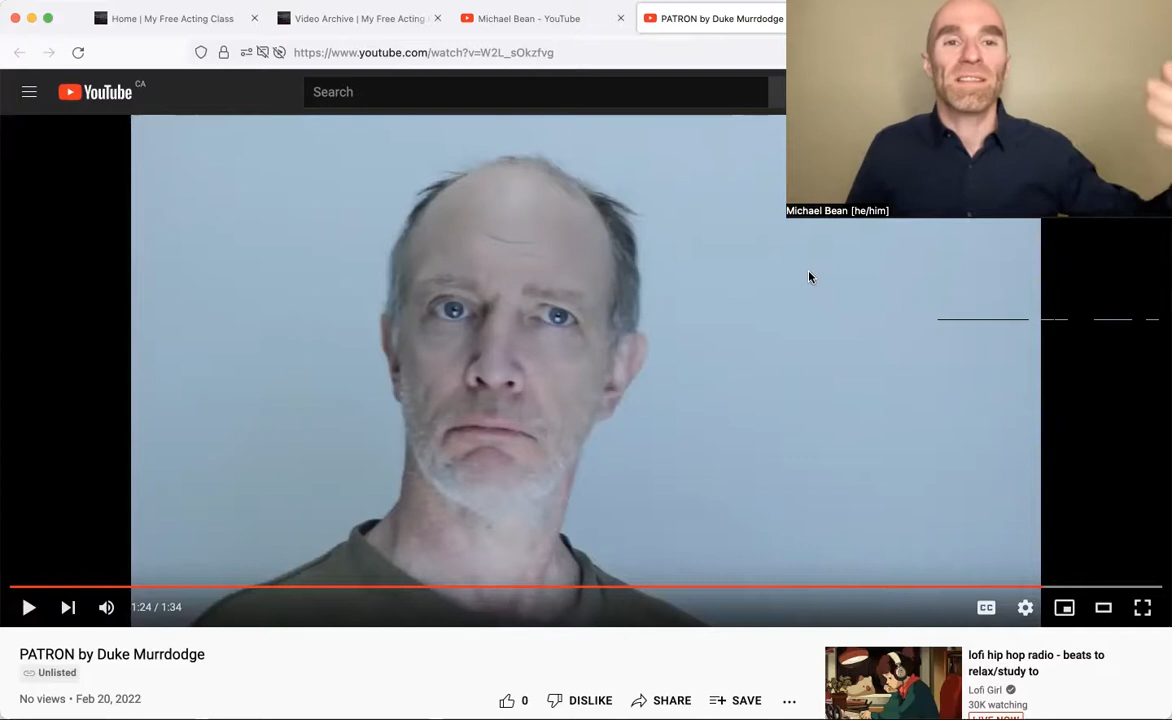 Home | My Free Acting Class
Video Archive | My Free Acting
Michael Bean - YouTube
PATRON by Duke Murrdodge
https://www.youtube.com/watch?v=W2L_sOkzfvg
YouTube CA
Search
Michael Bean [he/him]
1:24 / 1:34
CC
PATRON by Duke Murrdodge
Unlisted
No views • Feb 20, 2022
0
DISLIKE
SHARE
SAVE
lofi hip hop radio - beats to
relax/study to
Lofi Girl
30K watching
LIVE NOW